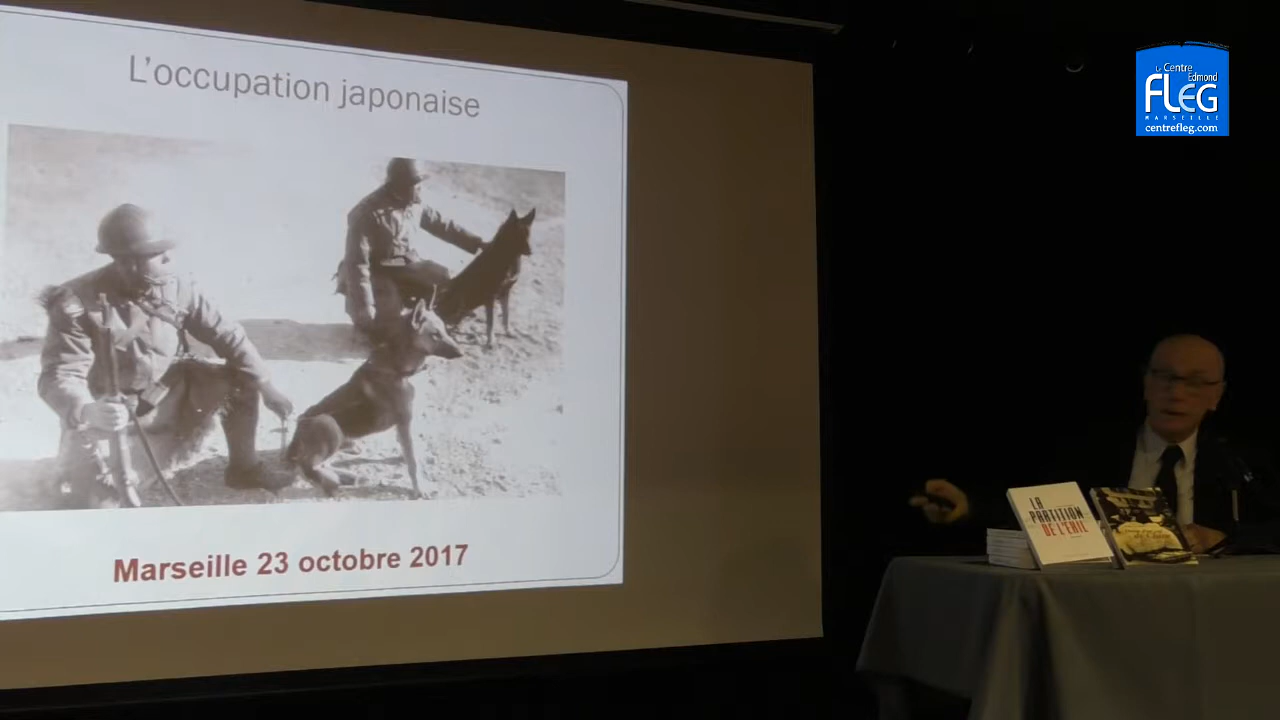 L'occupation japonaise
Marseille 23 octobre 2017
Le Centre
Edmond
FLEG
MARSEILLE
centrefleg.com
LA
PARTITION
DE L'EXIL